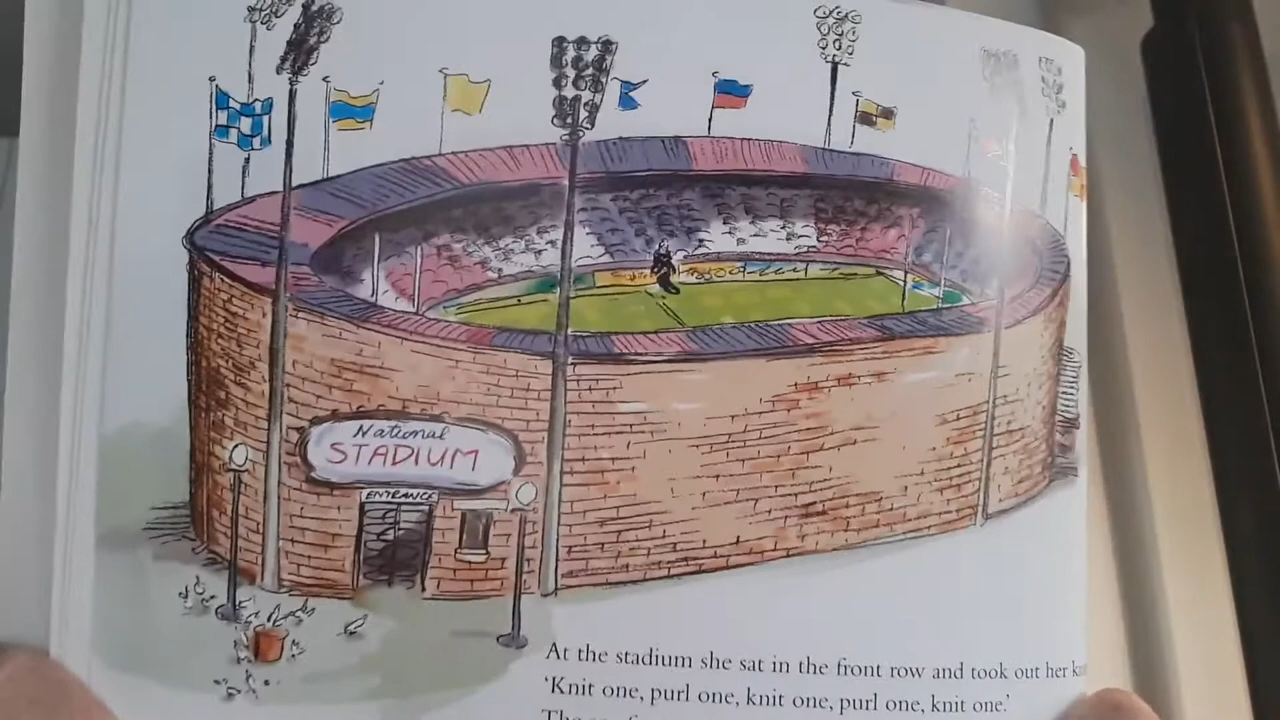 National
STADIUM
ENTRANCE
At the stadium she sat in the front row and took out her
‘Knit one, purl one, knit one, purl one, knit one.’